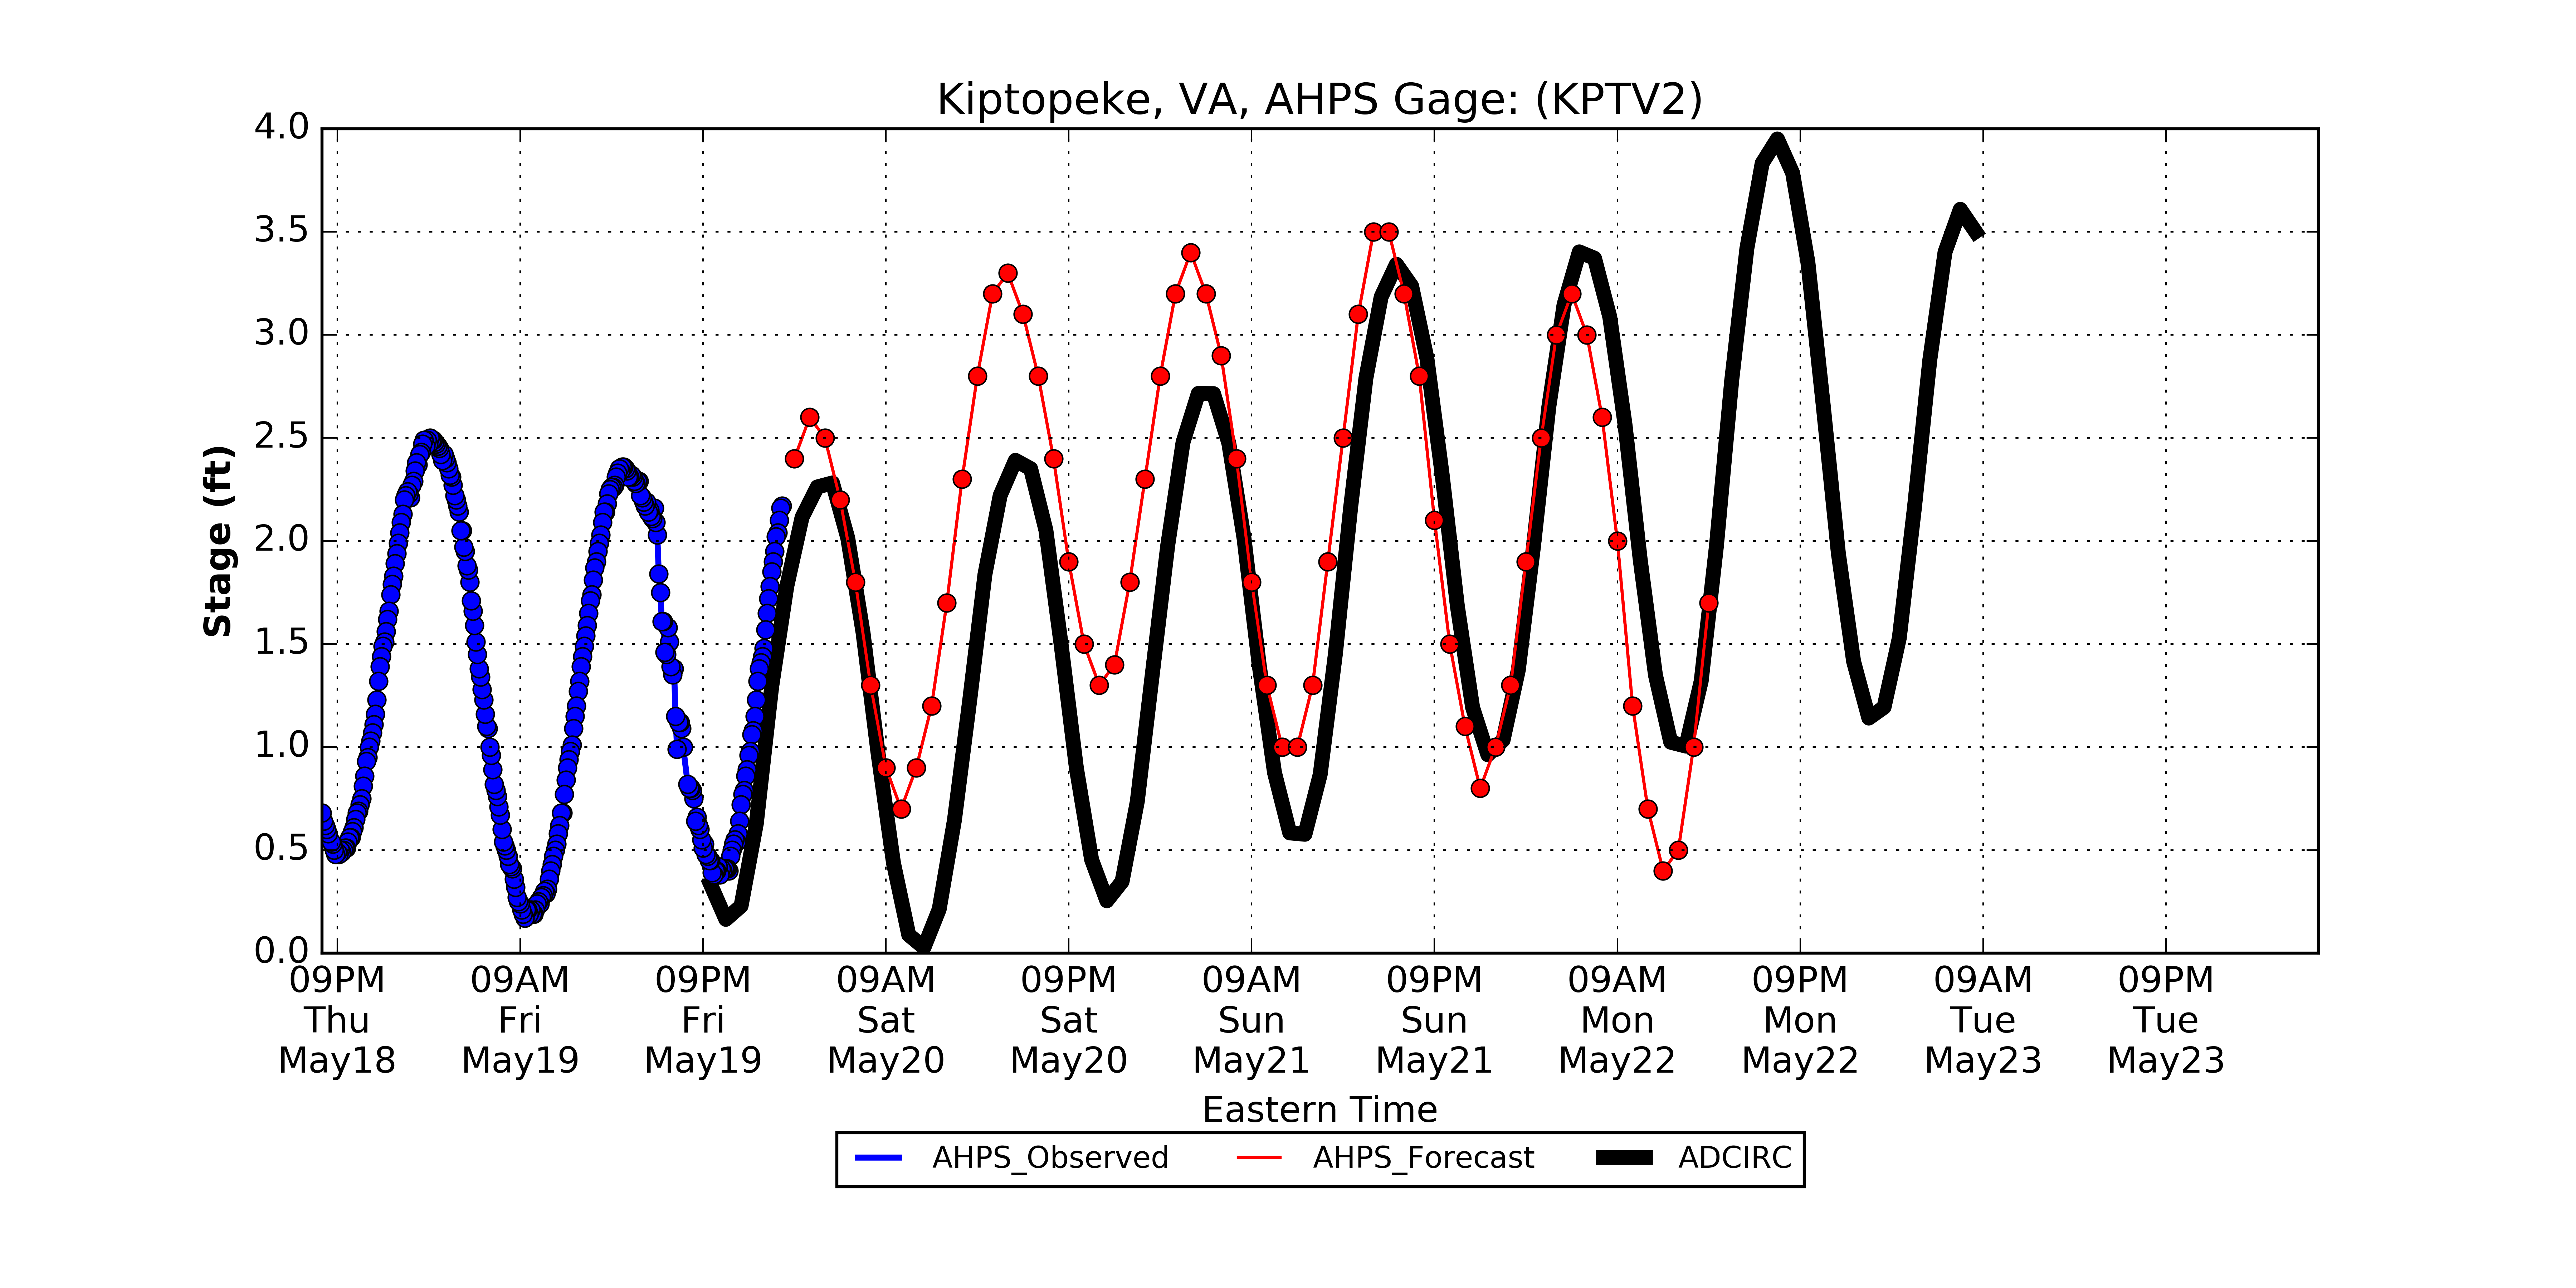 Kiptopeke, VA, AHPS Gage: (KPTV2)
4.0
3.5
3.0
2.5
2.0
1.5
1.0
0.5
0.0
Stage (ft)
09PM 09AM 09PM 09AM 09PM 09AM 09PM 09AM 09PM 09AM 09PM
Thu Fri Fri Sat Sat Sun Sun Mon Mon Tue Tue
May18 May19 May19 May20 May20 May21 May21 May22 May22 May23 May23
Eastern Time
AHPS_Observed AHPS_Forecast ADCIRC